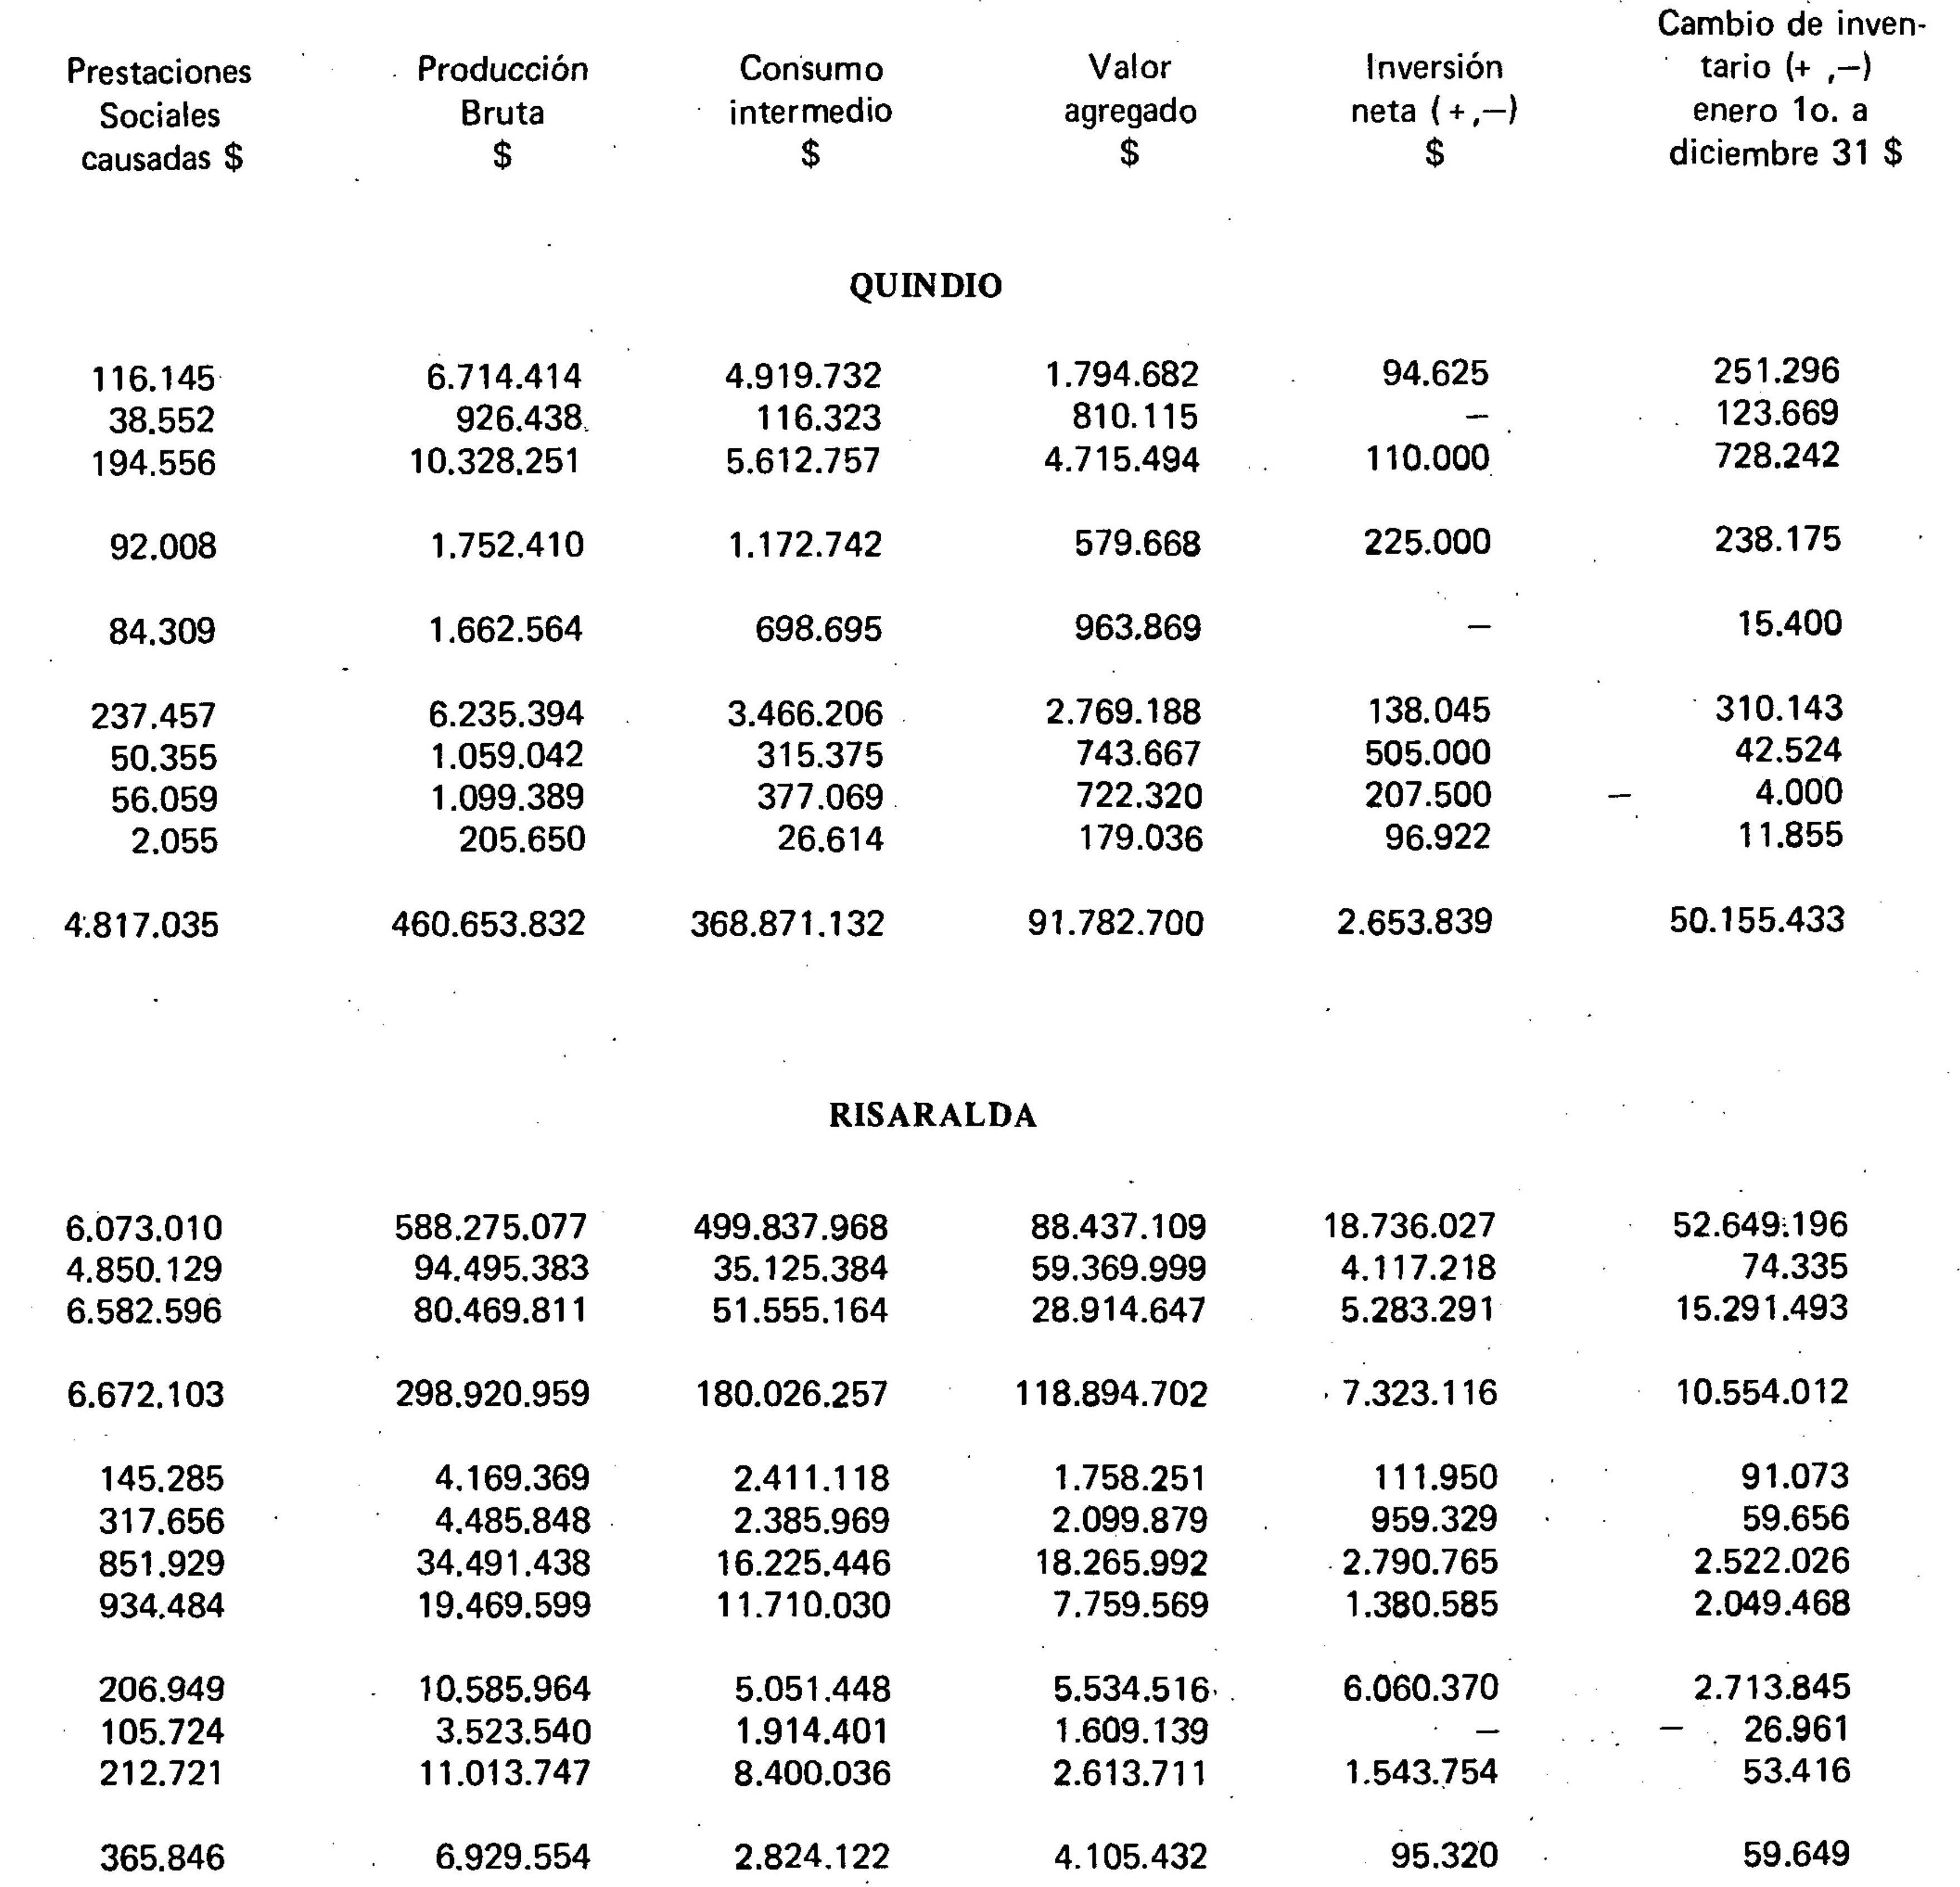 Prestaciones Sociales causadas $ Producción Bruta $ Consumo intermedio $ Valor agregado $ Inversión neta (+,—) $ Cambio de inven-tario (+ ,—) enero 1o. a diciembre 31 $
QUINDIO
116.145 6.714.414 4.919.732 1.794.682 94.625 251.296
38.552 926.438 116.323 810.115 — 123.669
194.556 10.328.251 5.612.757 4.715.494 110.000 728.242
92.008 1.752.410 1.172.742 579.668 225.000 238.175
84.309 1.662.564 698.695 963.869 — 15.400
237.457 6.235.394 3.466.206 2.769.188 138.045 310.143
50.355 1.059.042 315.375 743.667 505.000 42.524
56.059 1.099.389 377.069 722.320 207.500 — 4.000
2.055 205.650 26.614 179.036 96.922 11.855
4.817.035 460.653.832 368.871.132 91.782.700 2.653.839 50.155.433
RISARALDA
6.073.010 588.275.077 499.837.968 88.437.109 18.736.027 52.649.196
4.850.129 94.495.383 35.125.384 59.369.999 4.117.218 74.335
6.582.596 80.469.811 51.555.164 28.914.647 5.283.291 15.291.493
6.672.103 298.920.959 180.026.257 118.894.702 7.323.116 10.554.012
145.285 4.169.369 2.411.118 1.758.251 111.950 91.073
317.656 4.485.848 2.385.969 2.099.879 959.329 59.656
851.929 34.491.438 16.225.446 18.265.992 2.790.765 2.522.026
934.484 19.469.599 11.710.030 7.759.569 1.380.585 2.049.468
206.949 10.585.964 5.051.448 5.534.516 6.060.370 2.713.845
105.724 3.523.540 1.914.401 1.609.139 — — 26.961
212.721 11.013.747 8.400.036 2.613.711 1.543.754 53.416
365.846 6.929.554 2.824.122 4.105.432 95.320 59.649